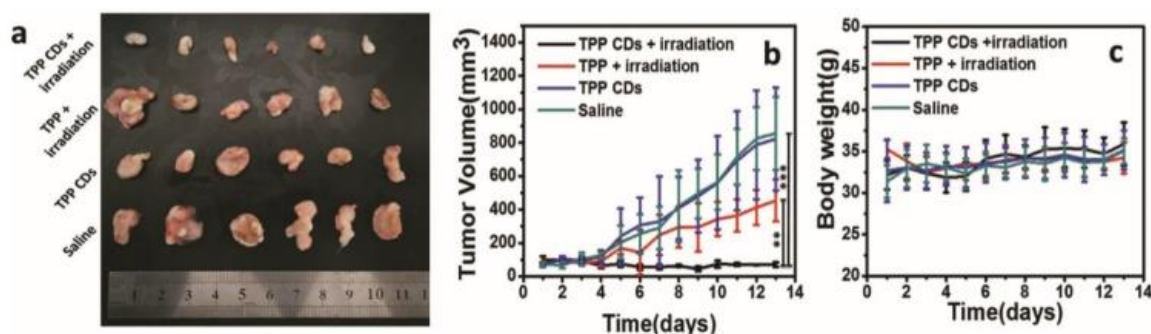 a
TPP CDs +
irradiation
TPP +
irradiation
TPP CDs
Saline
1 2 3 4 5 6 7 8 9 10 11 1
b
TPP CDs + irradiation
TPP + irradiation
TPP CDs
Saline
Tumor Volume(mm³)
1400
1200
1000
800
600
400
200
0
***
**
0 2 4 6 8 10 12 14
Time(days)
c
TPP CDs +irradiation
TPP + irradiation
TPP CDs
Saline
Body weight(g)
50
45
40
35
30
25
20
0 2 4 6 8 10 12 14
Time(days)